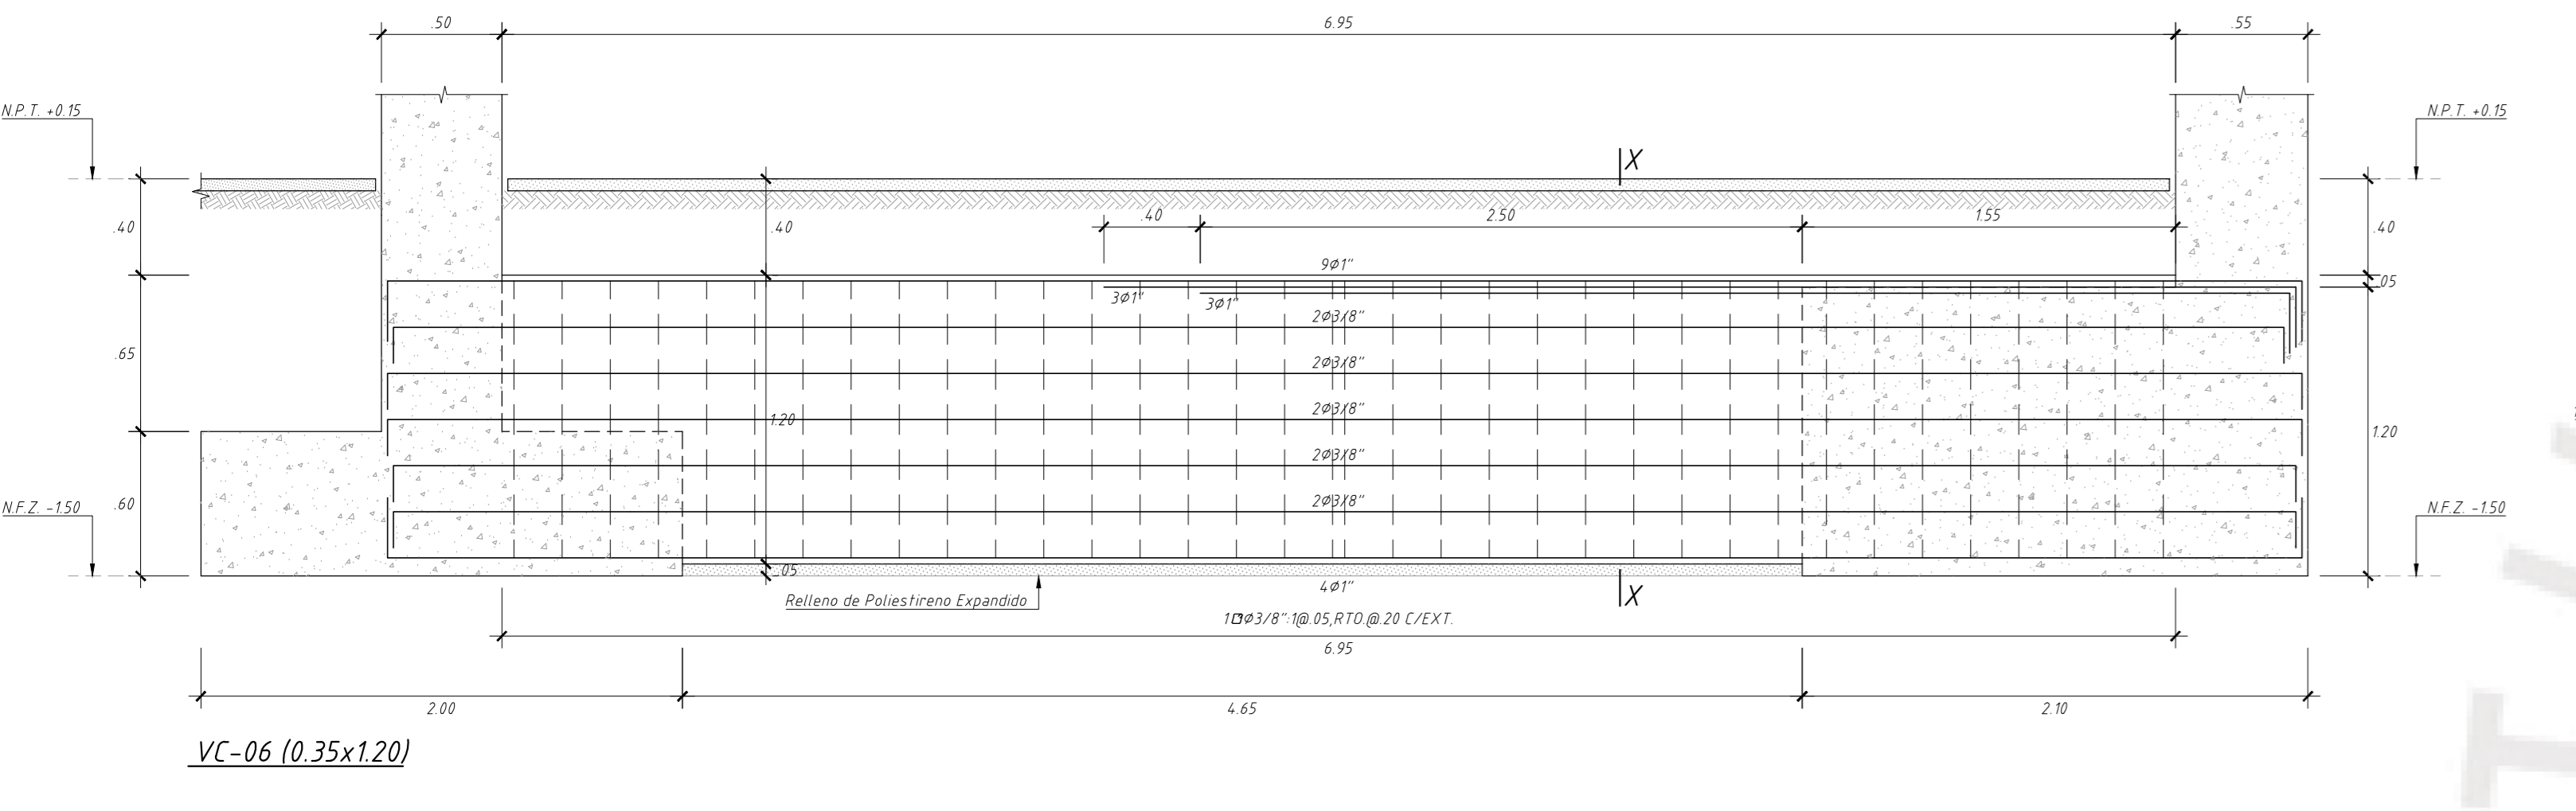 .50
6.95
.55
N.P.T. +0.15
N.P.T. +0.15
X
.40
.40
.40
2.50
1.55
.40
9Ø1"
.05
3Ø1"
3Ø1"
2Ø3/8"
.65
2Ø3/8"
2Ø3/8"
1.20
1.20
2Ø3/8"
N.F.Z. -1.50
.60
2Ø3/8"
N.F.Z. -1.50
.05
4Ø1"
X
Relleno de Poliestireno Expandido
Ø3/8":1@.05,RTO.@.20 C/EXT.
6.95
2.00
4.65
2.10
VC-06 (0.35x1.20)